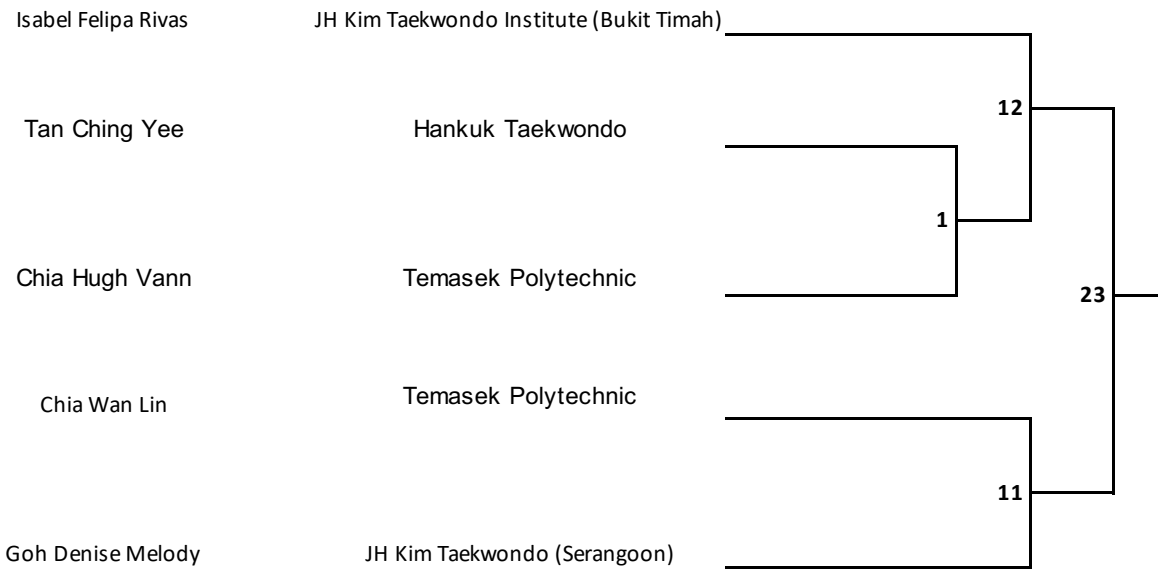 Isabel Felipa Rivas JH Kim Taekwondo Institute (Bukit Timah)
12
Tan Ching Yee Hankuk Taekwondo
1
Chia Hugh Vann Temasek Polytechnic
23
Chia Wan Lin Temasek Polytechnic
11
Goh Denise Melody JH Kim Taekwondo (Serangoon)